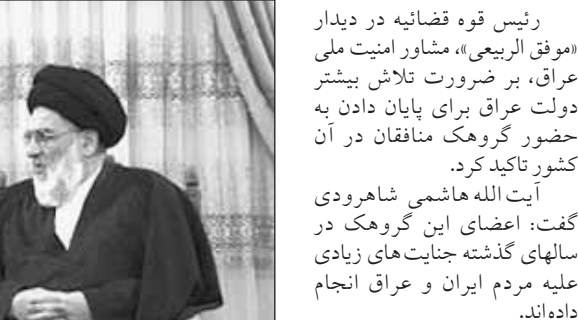 رئیس قوه قضائیه در دیدار
«موفق الربیعی»، مشاور امنیت ملی
عراق، بر ضرورت تلاش بیشتر
دولت عراق برای پایان دادن به
حضور گروهک منافقان در آن
کشور تاکید کرد.
آیت الله هاشمی شاهرودی
گفت: اعضای این گروهک در
سالهای گذشته جنایت‌های زیادی
علیه مردم ایران و عراق انجام
داده‌اند.